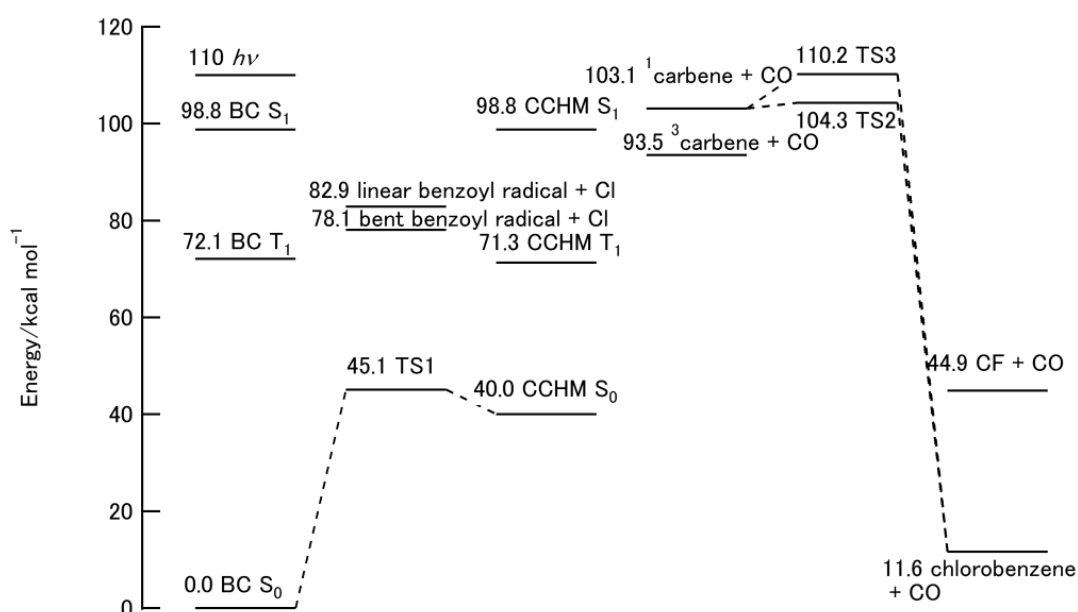 120
100
80
60
40
20
0
Energy/kcal mol⁻¹
110 hν
98.8 BC S₁
72.1 BC T₁
0.0 BC S₀
82.9 linear benzoyl radical + Cl
78.1 bent benzoyl radical + Cl
45.1 TS1
98.8 CCHM S₁
71.3 CCHM T₁
40.0 CCHM S₀
103.1 ¹carbene + CO
93.5 ³carbene + CO
110.2 TS3
104.3 TS2
44.9 CF + CO
11.6 chlorobenzene
+ CO